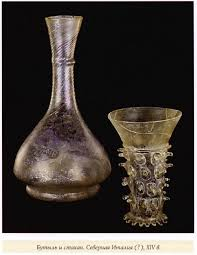 Бутыль и стакан. Северная Италия (?), XIV в.